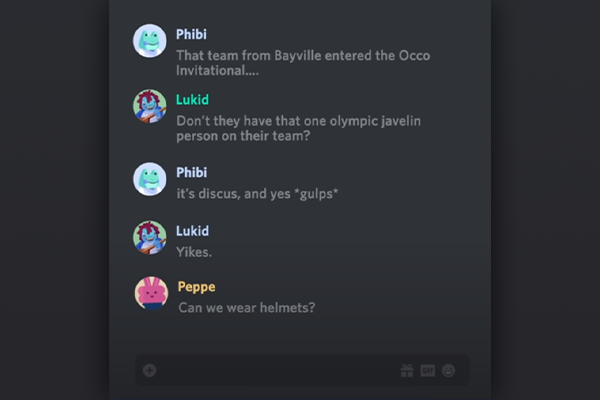 Phibi
That team from Bayville entered the Occo
Invitational....
Lukid
Don't they have that one olympic javelin
person on their team?
Phibi
it's discus, and yes *gulps*
Lukid
Yikes.
Peppe
Can we wear helmets?
GIF